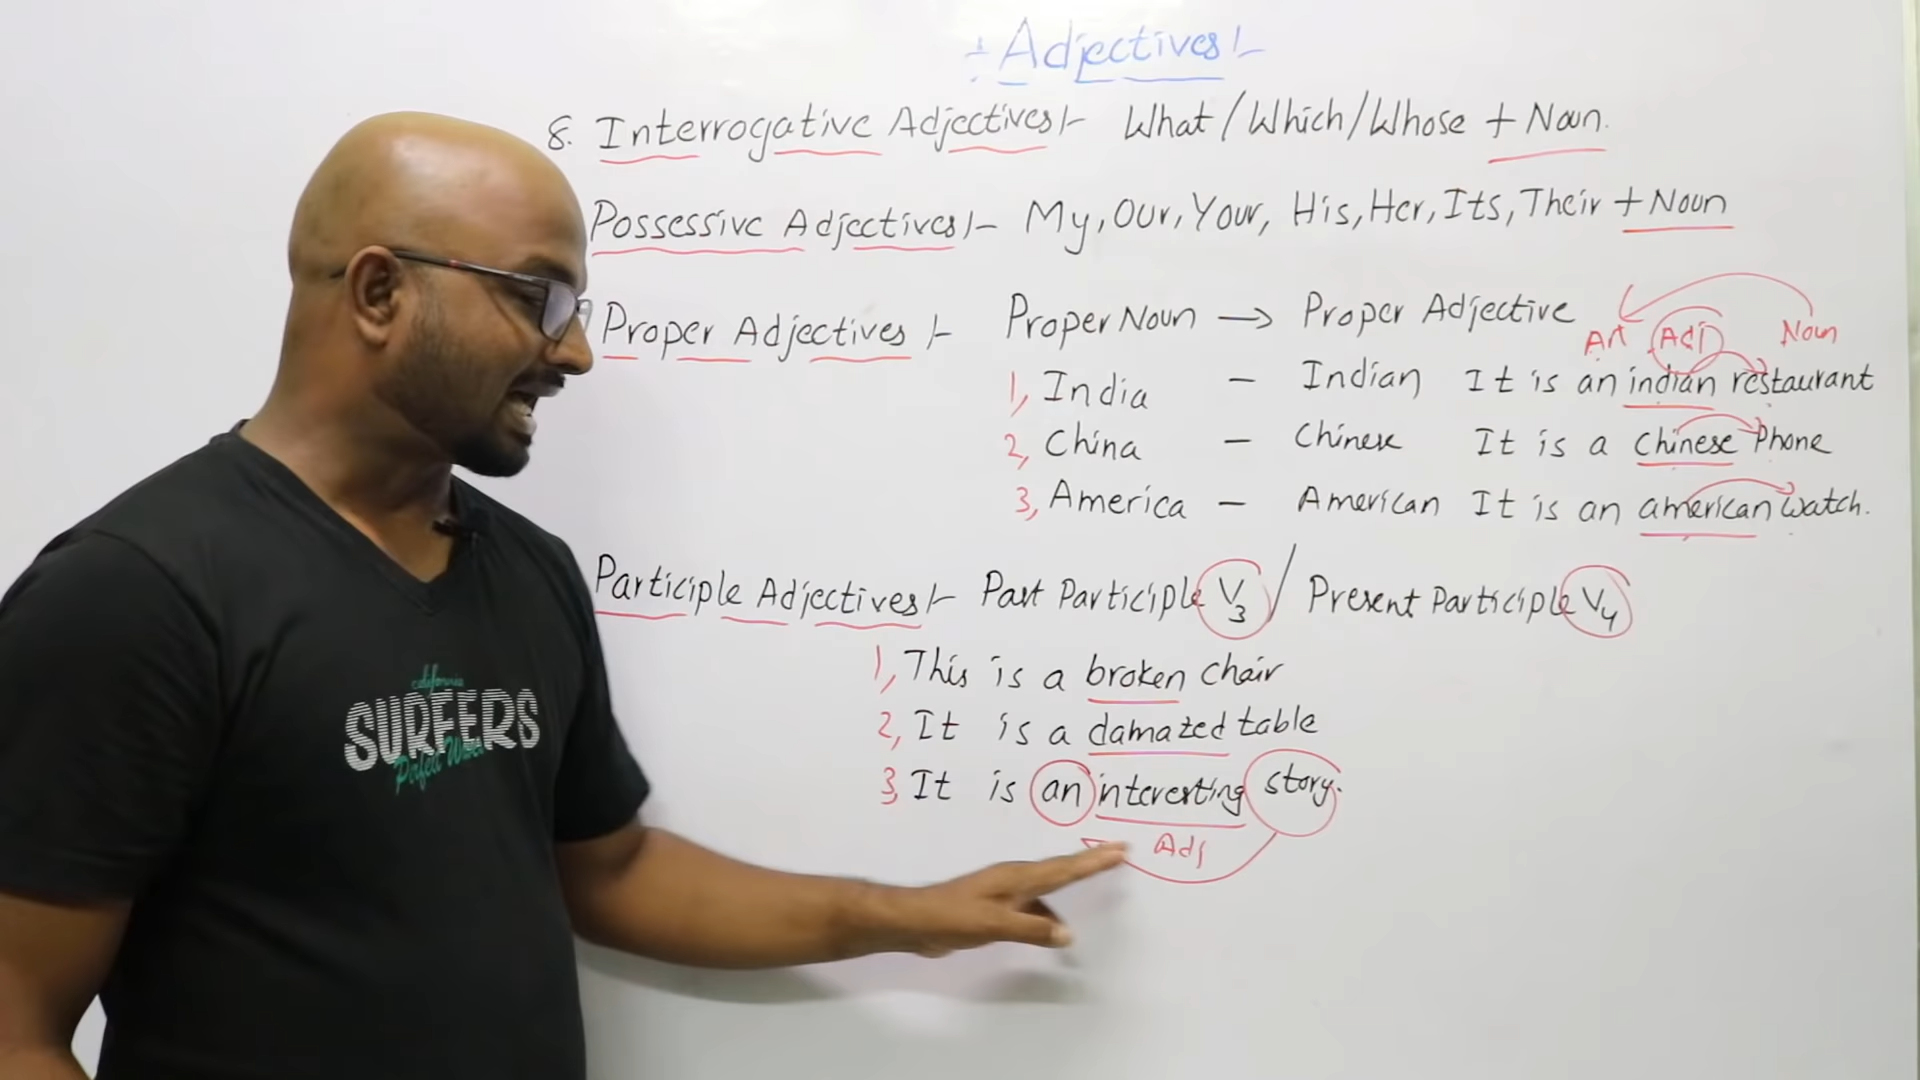 Adjectives:-
8. Interrogative Adjectives:- What/Which/Whose + Noun.
Possessive Adjectives:- My, Our, Your, His, Her, Its, Their + Noun
Proper Adjectives :- Proper Noun → Proper Adjective
Art Adj Noun
1, India - Indian It is an indian restaurant
2, China - Chinese It is a Chinese Phone
3, America - American It is an american watch.
Participle Adjectives:- Past Participle V3 / Present Participle V4
1, This is a broken chair
2, It is a damazed table
3, It is an interesting story.
Adj
california
SURFERS
Perfect